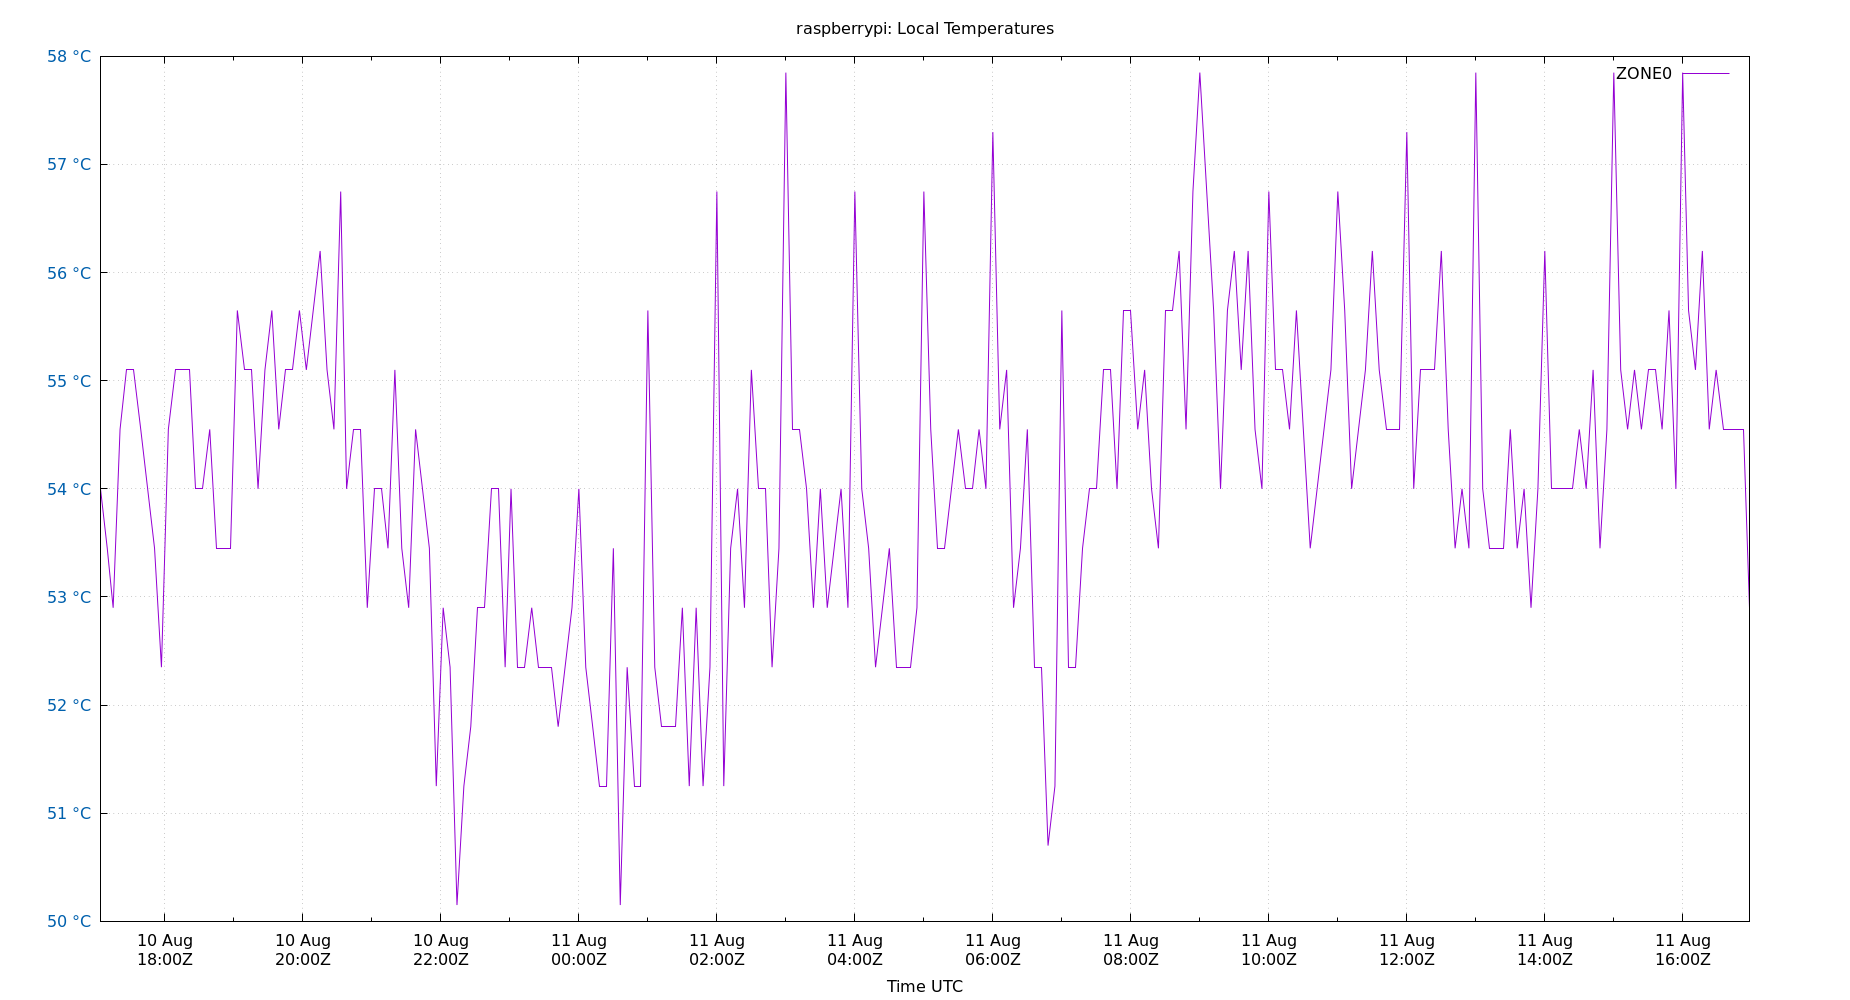 raspberrypi: Local Temperatures
ZONE0
58 °C
57 °C
56 °C
55 °C
54 °C
53 °C
52 °C
51 °C
50 °C
10 Aug 10 Aug 10 Aug 11 Aug 11 Aug 11 Aug 11 Aug 11 Aug 11 Aug 11 Aug 11 Aug 11 Aug
18:00Z 20:00Z 22:00Z 00:00Z 02:00Z 04:00Z 06:00Z 08:00Z 10:00Z 12:00Z 14:00Z 16:00Z
Time UTC